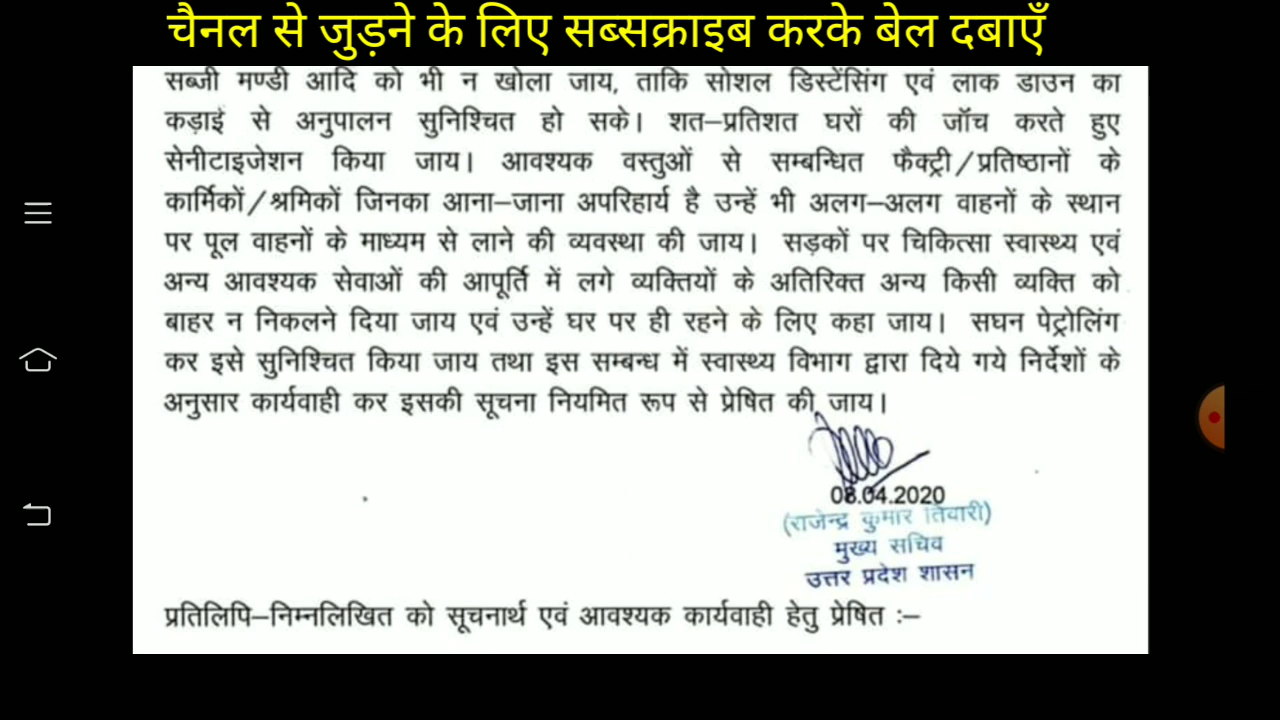 चैनल से जुड़ने के लिए सब्सक्राइब करके बेल दबाएँ
सब्जी मण्डी आदि को भी न खोला जाय, ताकि सोशल डिस्टेंसिंग एवं लाक डाउन का
कड़ाई से अनुपालन सुनिश्चित हो सके। शत–प्रतिशत घरों की जॉच करते हुए
सेनीटाइजेशन किया जाय। आवश्यक वस्तुओं से सम्बन्धित फैक्ट्री/प्रतिष्ठानों के
कार्मिकों/श्रमिकों जिनका आना–जाना अपरिहार्य है उन्हें भी अलग–अलग वाहनों के स्थान
पर पूल वाहनों के माध्यम से लाने की व्यवस्था की जाय। सड़कों पर चिकित्सा स्वास्थ्य एवं
अन्य आवश्यक सेवाओं की आपूर्ति में लगे व्यक्तियों के अतिरिक्त अन्य किसी व्यक्ति को
बाहर न निकलने दिया जाय एवं उन्हें घर पर ही रहने के लिए कहा जाय। सघन पेट्रोलिंग
कर इसे सुनिश्चित किया जाय तथा इस सम्बन्ध में स्वास्थ्य विभाग द्वारा दिये गये निर्देशों के
अनुसार कार्यवाही कर इसकी सूचना नियमित रूप से प्रेषित की जाय।
08.04.2020
(राजेन्द्र कुमार तिवारी)
मुख्य सचिव
उत्तर प्रदेश शासन
प्रतिलिपि–निम्नलिखित को सूचनार्थ एवं आवश्यक कार्यवाही हेतु प्रेषित :–